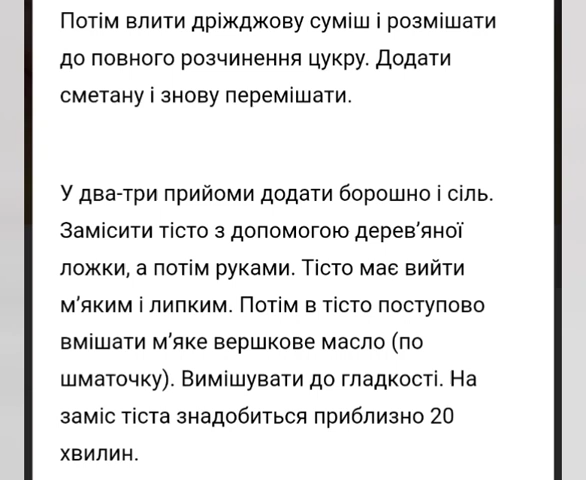 Потім влити дріжджову суміш і розмішати
до повного розчинення цукру. Додати
сметану і знову перемішати.
У два-три прийоми додати борошно і сіль.
Замісити тісто з допомогою дерев’яної
ложки, а потім руками. Тісто має вийти
м’яким і липким. Потім в тісто поступово
вмішати м’яке вершкове масло (по
шматочку). Вимішувати до гладкості. На
заміс тіста знадобиться приблизно 20
хвилин.